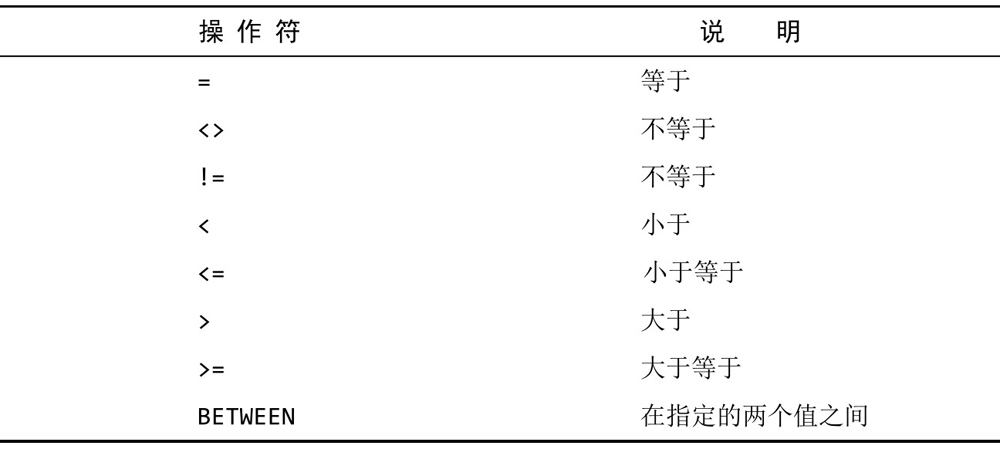 操 作 符 说 明
= 等于
<> 不等于
!= 不等于
< 小于
<= 小于等于
> 大于
>= 大于等于
BETWEEN 在指定的两个值之间